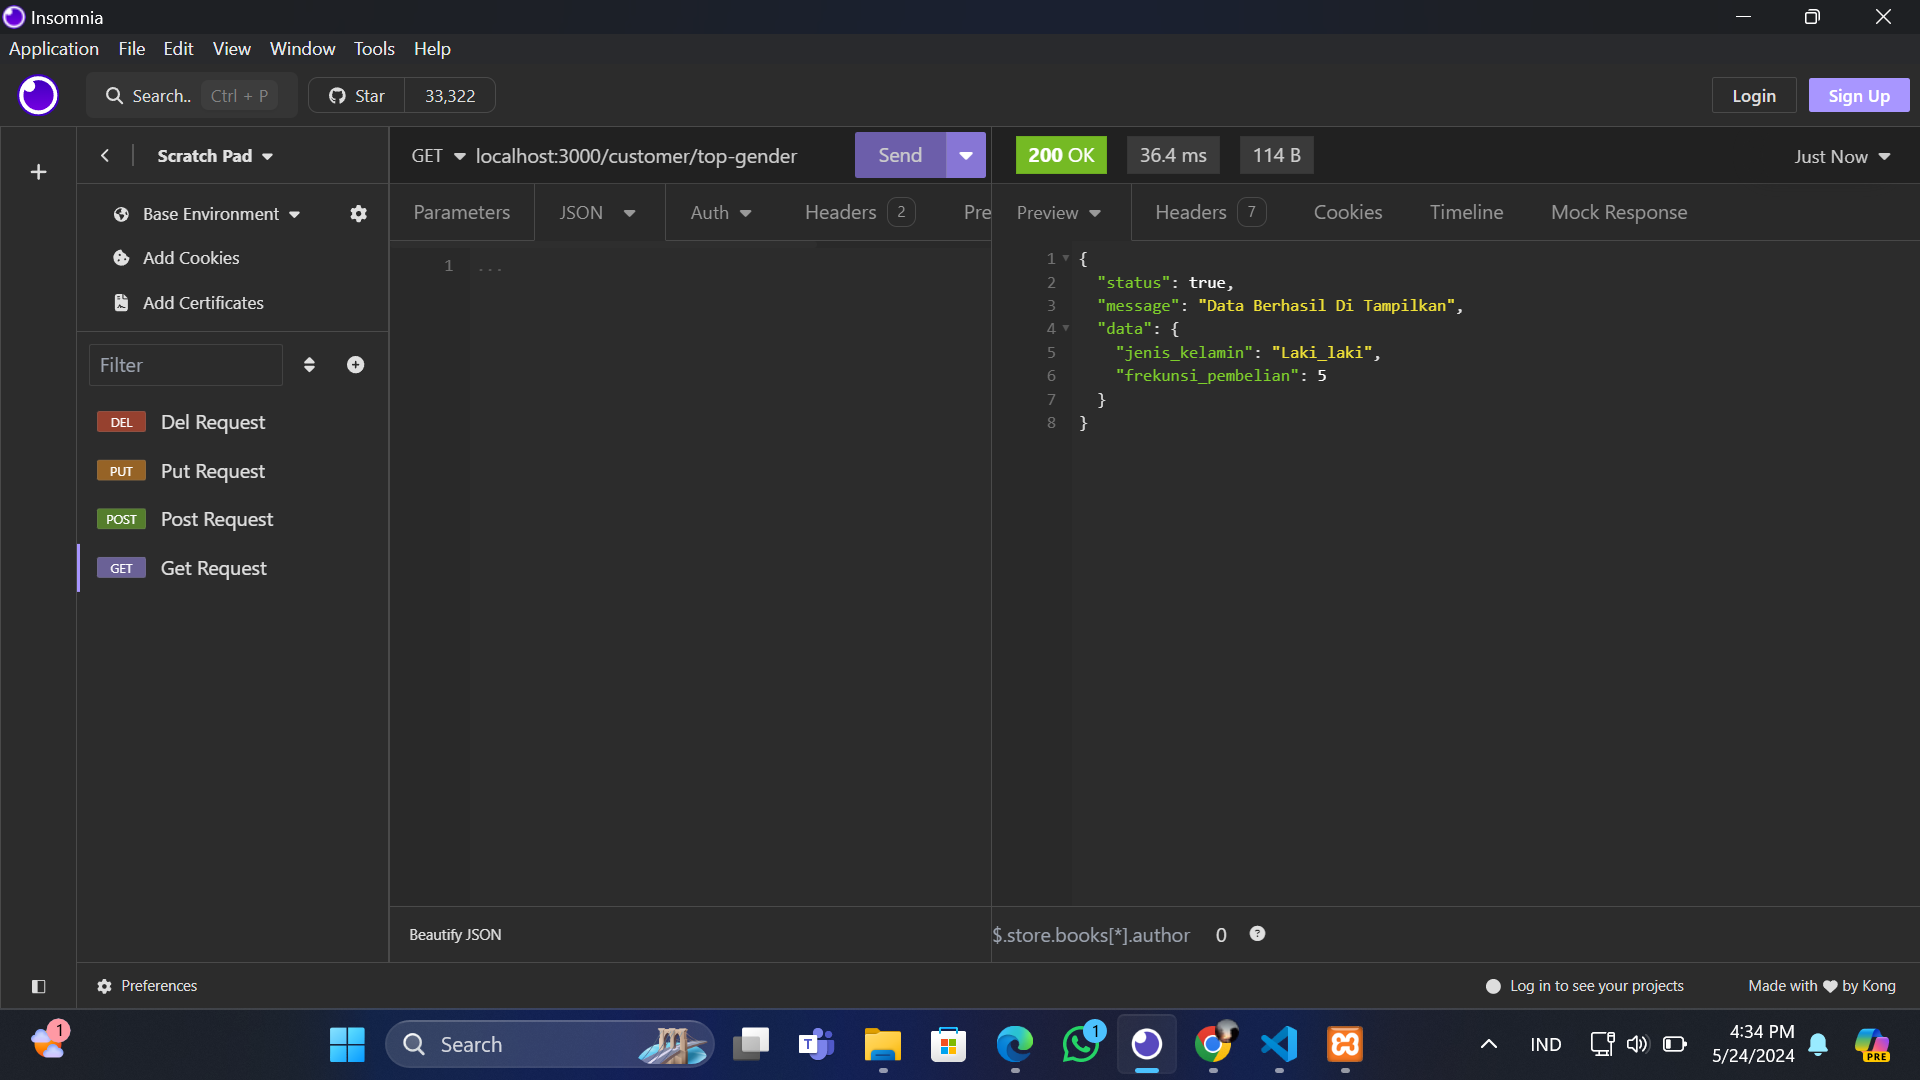 Insomnia
Application File Edit View Window Tools Help
Search.. Ctrl + P Star 33,322 Login Sign Up
Scratch Pad GET localhost:3000/customer/top-gender Send 200 OK 36.4 ms 114 B Just Now
Base Environment Parameters JSON Auth Headers 2 Pre Preview Headers 7 Cookies Timeline Mock Response
Add Cookies
Add Certificates
Filter
DEL Del Request
PUT Put Request
POST Post Request
GET Get Request
1 ...
1 {
2 "status": true,
3 "message": "Data Berhasil Di Tampilkan",
4 "data": {
5 "jenis_kelamin": "Laki_laki",
6 "frekunsi_pembelian": 5
7 }
8 }
Beautify JSON $.store.books[*].author 0 ?
Preferences Log in to see your projects Made with ♥ by Kong
1 Search T 1 IND 4:34 PM
5/24/2024 PRE